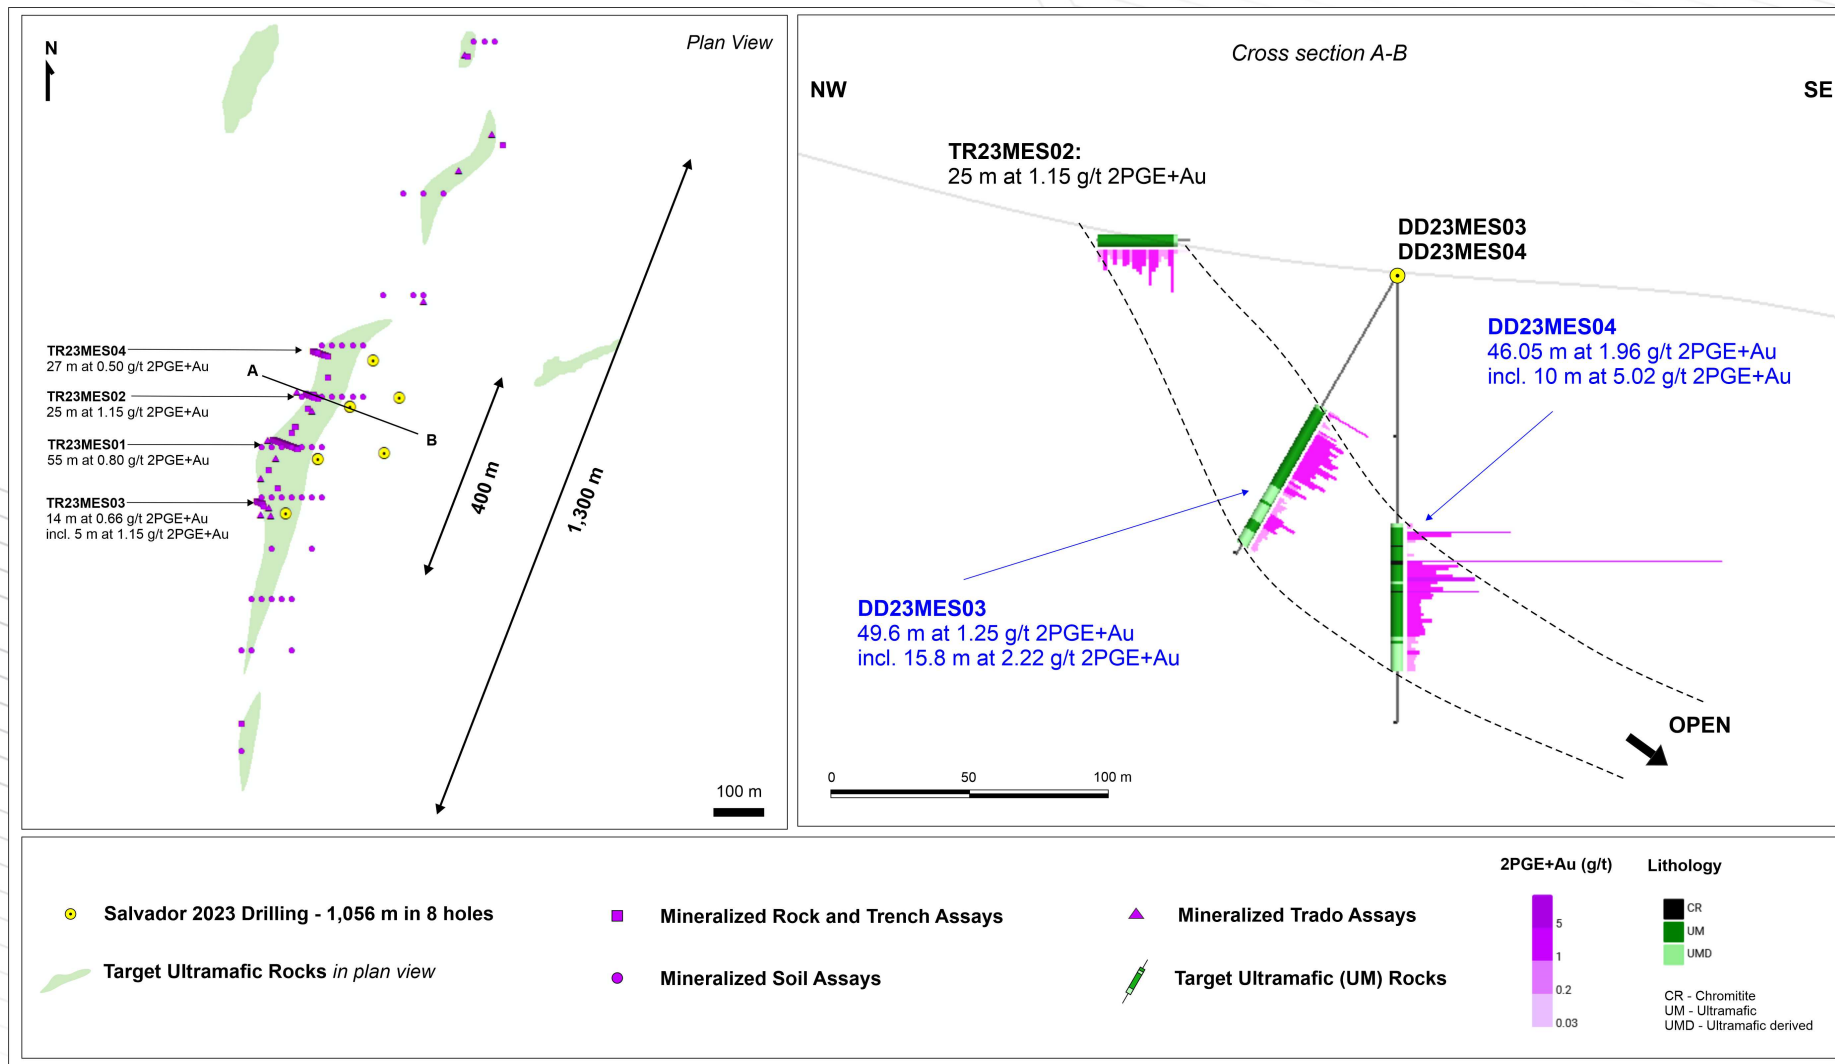 N
Plan View
TR23MES04
27 m at 0.50 g/t 2PGE+Au
A
TR23MES02
25 m at 1.15 g/t 2PGE+Au
B
TR23MES01
55 m at 0.80 g/t 2PGE+Au
TR23MES03
14 m at 0.66 g/t 2PGE+Au
incl. 5 m at 1.15 g/t 2PGE+Au
400 m
1,300 m
100 m
Cross section A-B
NW
SE
TR23MES02:
25 m at 1.15 g/t 2PGE+Au
DD23MES03
DD23MES04
DD23MES04
46.05 m at 1.96 g/t 2PGE+Au
incl. 10 m at 5.02 g/t 2PGE+Au
DD23MES03
49.6 m at 1.25 g/t 2PGE+Au
incl. 15.8 m at 2.22 g/t 2PGE+Au
OPEN
0 50 100 m
Salvador 2023 Drilling - 1,056 m in 8 holes
Target Ultramafic Rocks in plan view
Mineralized Rock and Trench Assays
Mineralized Soil Assays
Mineralized Trado Assays
Target Ultramafic (UM) Rocks
2PGE+Au (g/t)
5
1
0.2
0.03
Lithology
CR
UM
UMD
CR - Chromitite
UM - Ultramafic
UMD - Ultramafic derived